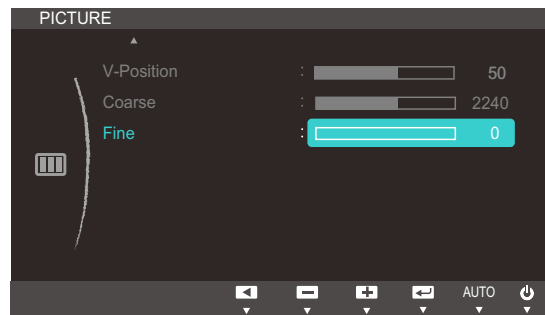 PICTURE
V-Position : 50
Coarse : 2240
Fine : 0
AUTO